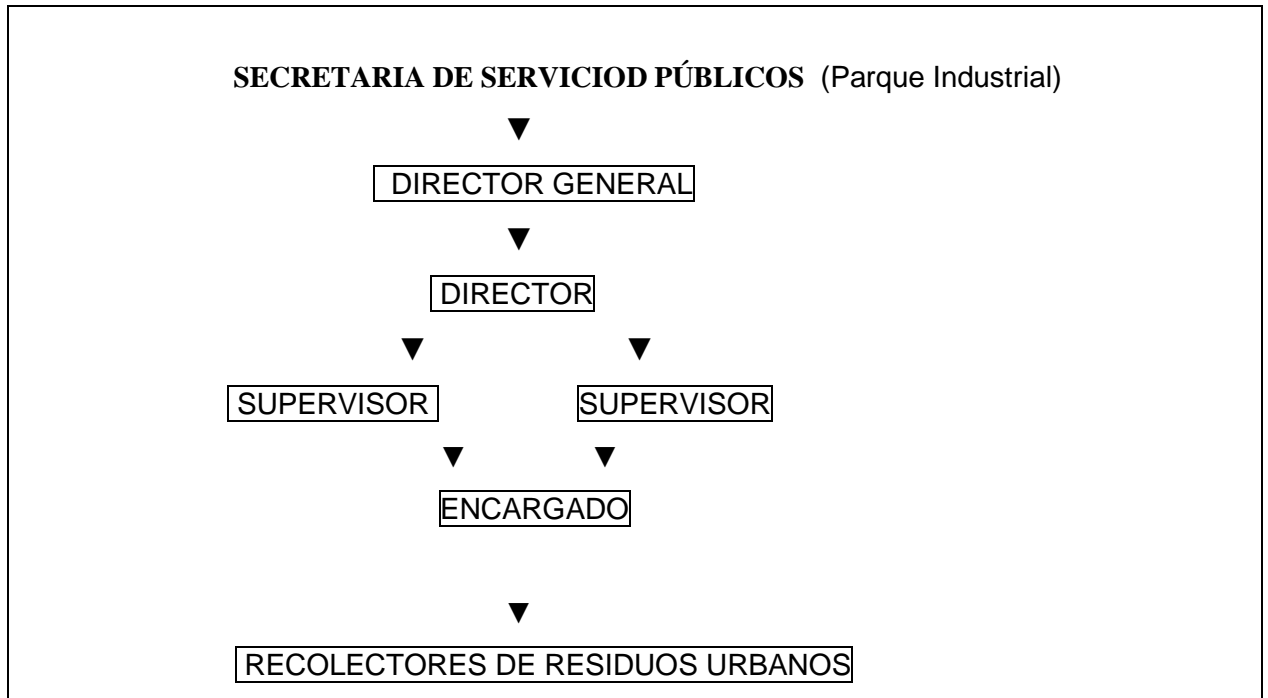 SECRETARIA DE SERVICIOD PÚBLICOS (Parque Industrial)
DIRECTOR GENERAL
DIRECTOR
SUPERVISOR SUPERVISOR
ENCARGADO
RECOLECTORES DE RESIDUOS URBANOS